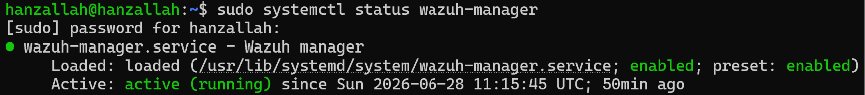 hanzallah@hanzallah:~$ sudo systemctl status wazuh-manager
[sudo] password for hanzallah:
● wazuh-manager.service - Wazuh manager
     Loaded: loaded (/usr/lib/systemd/system/wazuh-manager.service; enabled; preset: enabled)
     Active: active (running) since Sun 2026-06-28 11:15:45 UTC; 50min ago